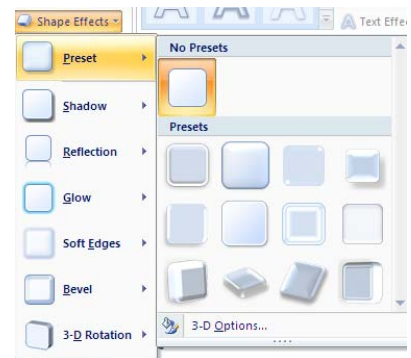 Shape Effects
Text Effe
Preset
Shadow
Reflection
Glow
Soft Edges
Bevel
3-D Rotation
No Presets
Presets
3-D Options...